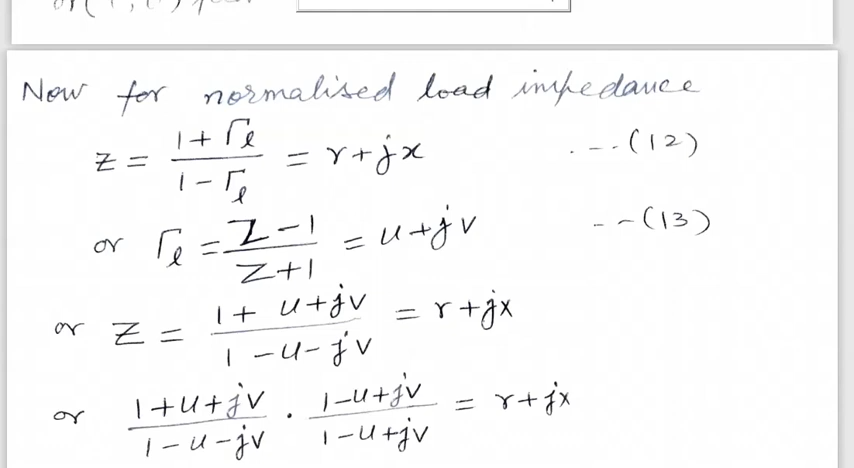 Now for normalised load impedance
z = (1 + Γℓ) / (1 - Γℓ) = r + jx ---(12)
or Γℓ = (Z - 1) / (Z + 1) = u + jv --(13)
or Z = (1 + u + jv) / (1 - u - jv) = r + jx
or (1 + u + jv) / (1 - u - jv) · (1 - u + jv) / (1 - u + jv) = r + jx